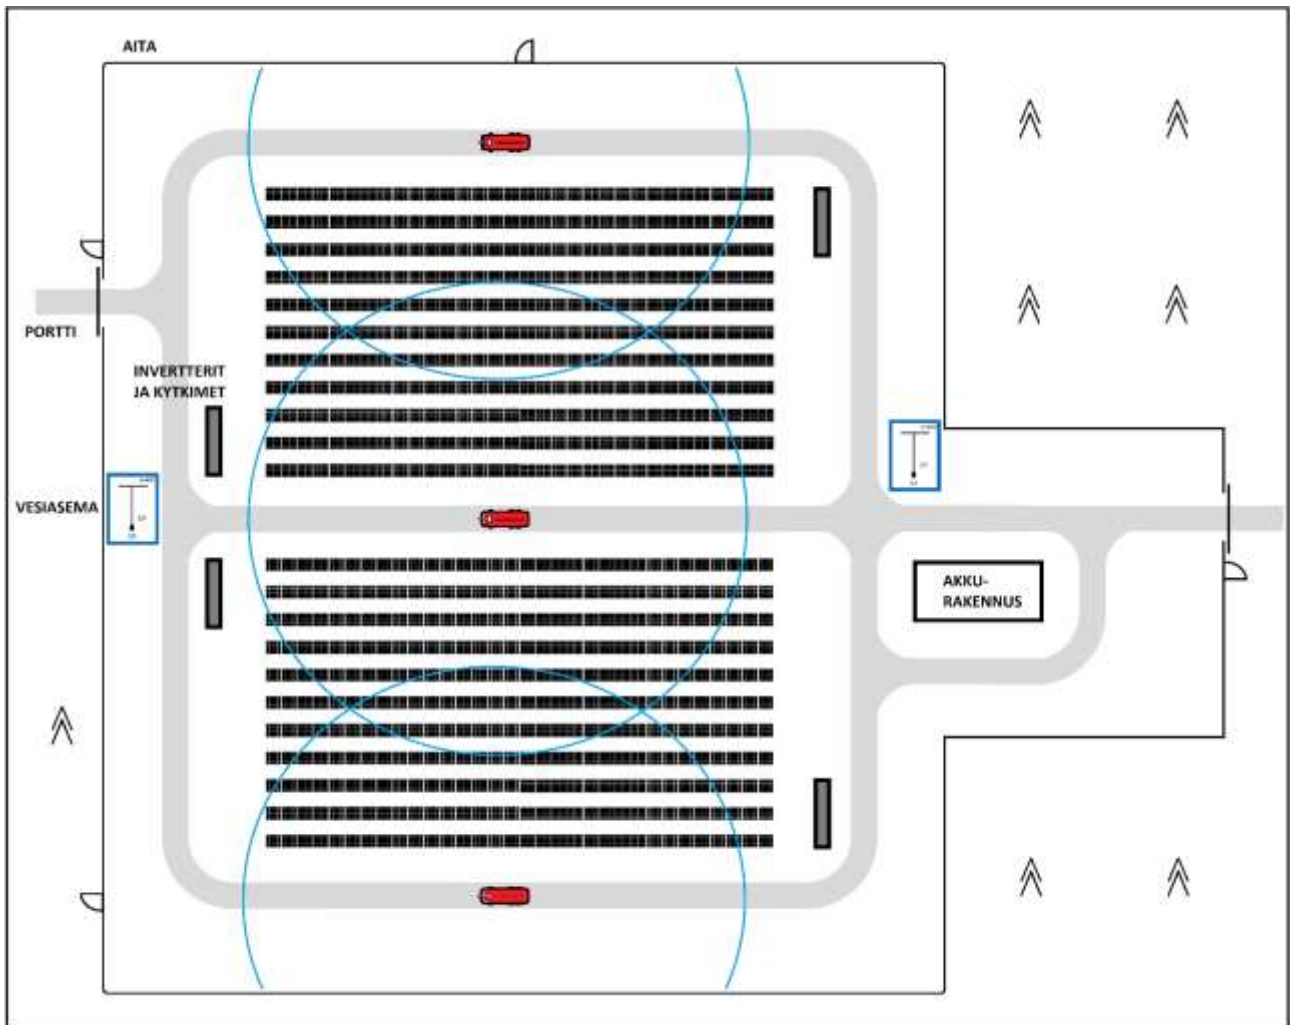 AITA
PORTTI
INVERTTERIT
JA KYTKIMET
VESIASEMA
AKKU-
RAKENNUS